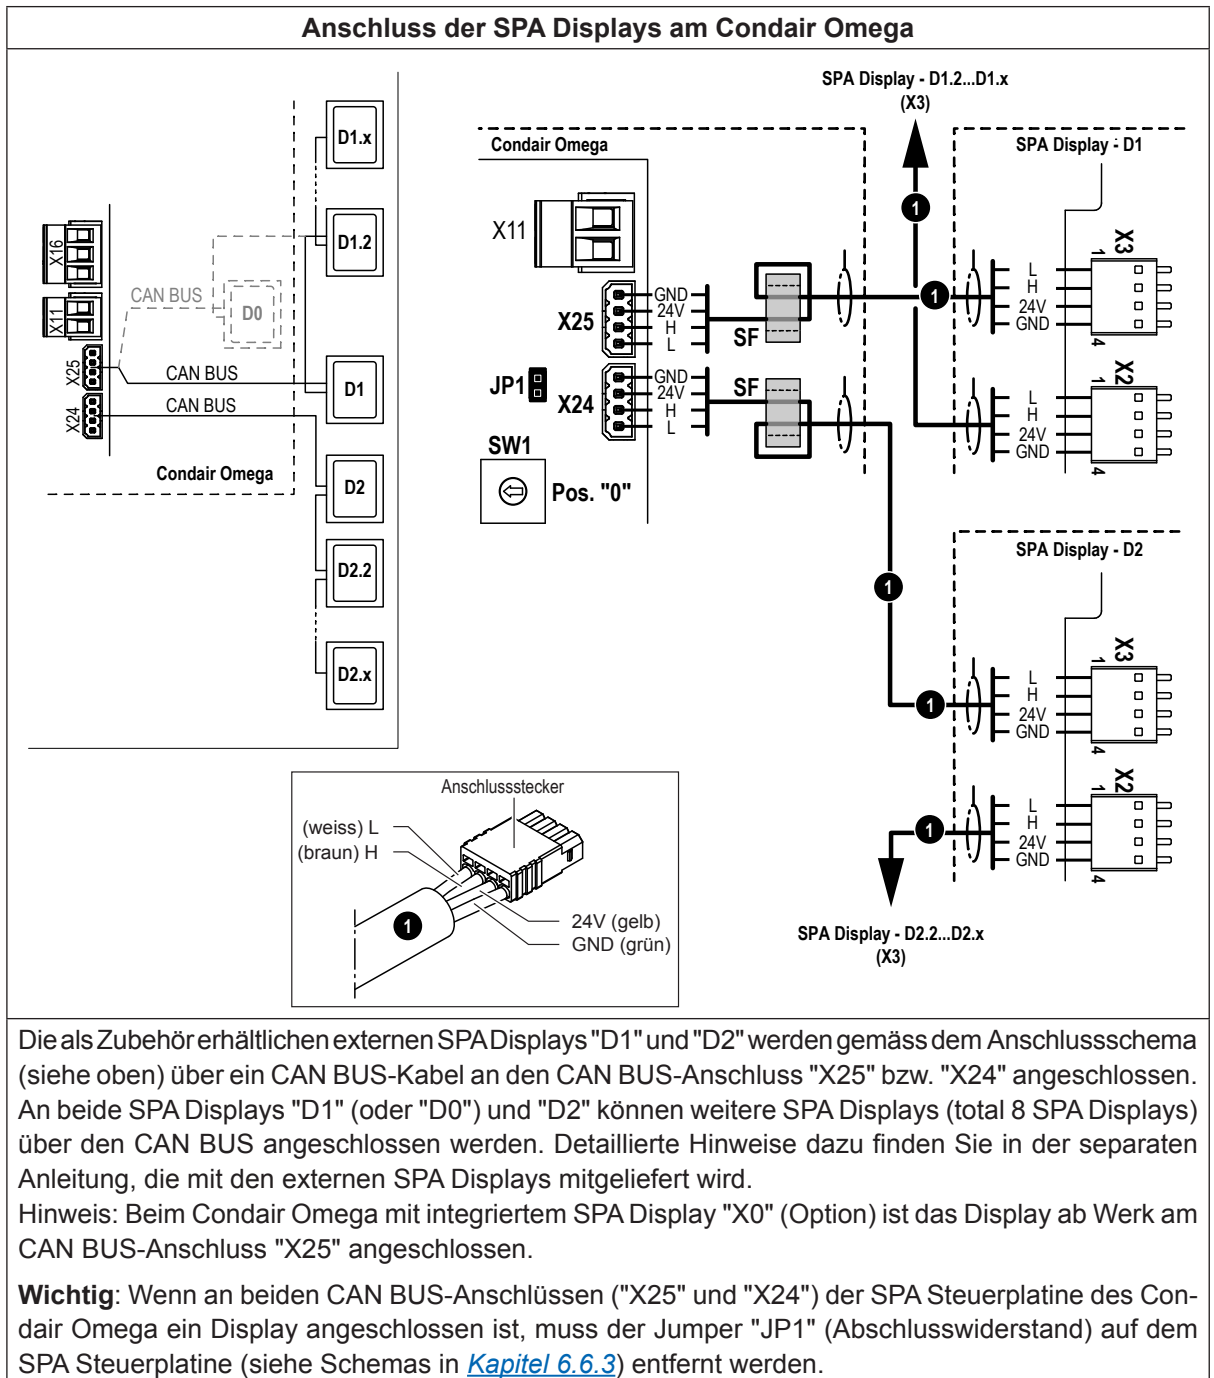 Anschluss der SPA Displays am Condair Omega
D1.x
D1.2
X16
X11
CAN BUS
D0
X25
CAN BUS
D1
X24
CAN BUS
Condair Omega
D2
D2.2
D2.x
SPA Display - D1.2...D1.x
(X3)
Condair Omega
SPA Display - D1
X11
1
X25
GND
24V
H
L
SF
1
L
H
24V
GND
X3
1
4
JP1
X24
GND
24V
H
L
SF
L
H
24V
GND
X2
1
4
SW1
Pos. "0"
SPA Display - D2
1
1
L
H
24V
GND
X3
1
4
1
L
H
24V
GND
X2
1
4
SPA Display - D2.2...D2.x
(X3)
Anschlussstecker
(weiss) L
(braun) H
1
24V (gelb)
GND (grün)
Die als Zubehör erhältlichen externen SPA Displays "D1" und "D2" werden gemäss dem Anschlussschema
(siehe oben) über ein CAN BUS-Kabel an den CAN BUS-Anschluss "X25" bzw. "X24" angeschlossen.
An beide SPA Displays "D1" (oder "D0") und "D2" können weitere SPA Displays (total 8 SPA Displays)
über den CAN BUS angeschlossen werden. Detaillierte Hinweise dazu finden Sie in der separaten
Anleitung, die mit den externen SPA Displays mitgeliefert wird.
Hinweis: Beim Condair Omega mit integriertem SPA Display "X0" (Option) ist das Display ab Werk am
CAN BUS-Anschluss "X25" angeschlossen.
Wichtig: Wenn an beiden CAN BUS-Anschlüssen ("X25" und "X24") der SPA Steuerplatine des Con-
dair Omega ein Display angeschlossen ist, muss der Jumper "JP1" (Abschlusswiderstand) auf dem
SPA Steuerplatine (siehe Schemas in Kapitel 6.6.3) entfernt werden.